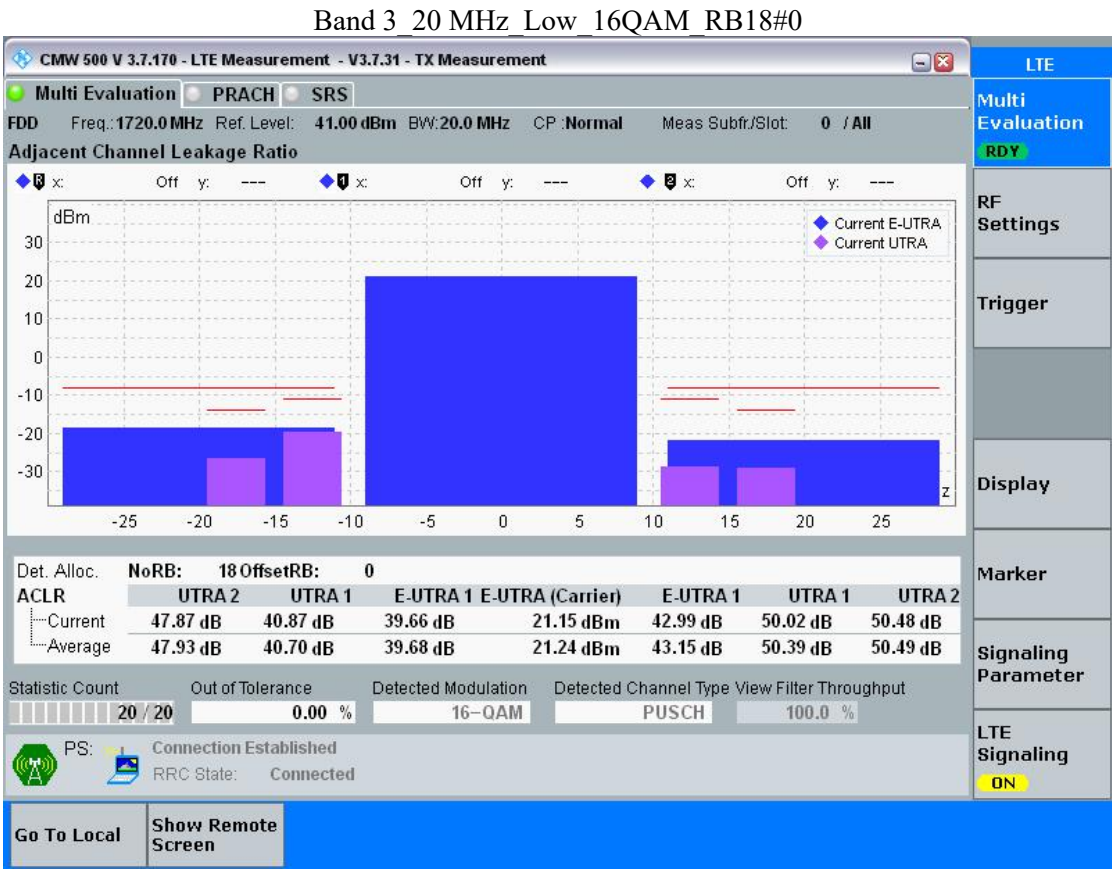 Band 3_20 MHz_Low_16QAM_RB18#0
CMW 500 V 3.7.170 - LTE Measurement - V3.7.31 - TX Measurement
LTE
Multi Evaluation PRACH SRS
Multi Evaluation
RDY
FDD Freq.:1720.0 MHz Ref. Level: 41.00 dBm BW:20.0 MHz CP :Normal Meas Subfr./Slot: 0 / All
Adjacent Channel Leakage Ratio
R x: Off y: --- 1 x: Off y: --- 2 x: Off y: ---
dBm
Current E-UTRA
Current UTRA
30
20
10
0
-10
-20
-30
z
-25 -20 -15 -10 -5 0 5 10 15 20 25
RF Settings
Trigger
Display
Marker
Signaling Parameter
LTE Signaling
ON
Det. Alloc. NoRB: 18 OffsetRB: 0
ACLR UTRA 2 UTRA 1 E-UTRA 1 E-UTRA (Carrier) E-UTRA 1 UTRA 1 UTRA 2
Current 47.87 dB 40.87 dB 39.66 dB 21.15 dBm 42.99 dB 50.02 dB 50.48 dB
Average 47.93 dB 40.70 dB 39.68 dB 21.24 dBm 43.15 dB 50.39 dB 50.49 dB
Statistic Count Out of Tolerance Detected Modulation Detected Channel Type View Filter Throughput
20 / 20 0.00 % 16-QAM PUSCH 100.0 %
PS: Connection Established
RRC State: Connected
Go To Local Show Remote Screen